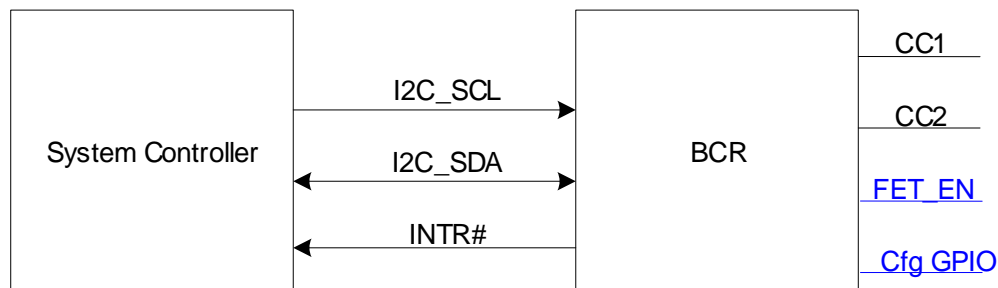 System Controller
I2C_SCL
I2C_SDA
INTR#
BCR
CC1
CC2
FET_EN
Cfg GPIO